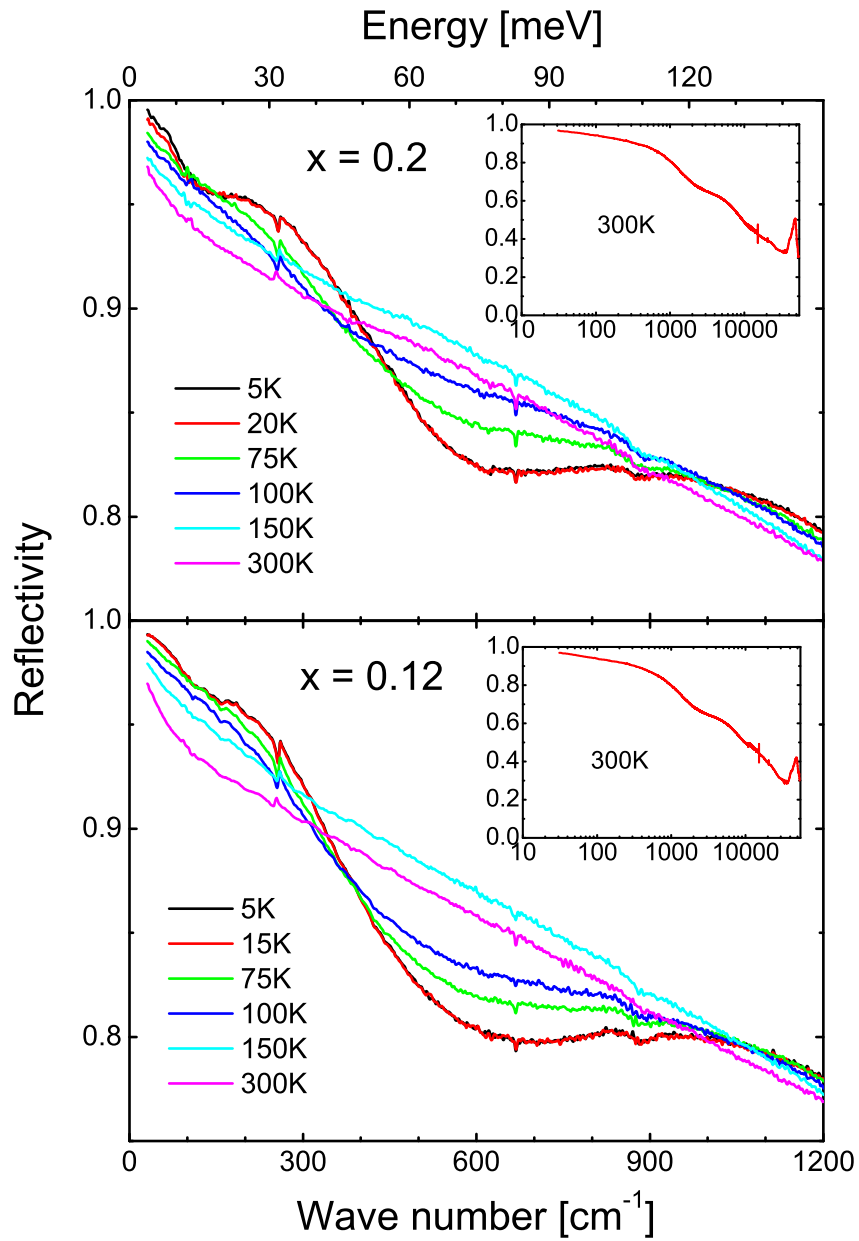 Energy [meV]
0 30 60 90 120
1.0
0.9
0.8
x = 0.2
5K
20K
75K
100K
150K
300K
1.0
0.8
0.6
0.4
0.2
0.0
300K
10 100 1000 10000
Reflectivity
1.0
0.9
0.8
x = 0.12
5K
15K
75K
100K
150K
300K
1.0
0.8
0.6
0.4
0.2
0.0
300K
10 100 1000 10000
0 300 600 900 1200
Wave number [cm⁻¹]